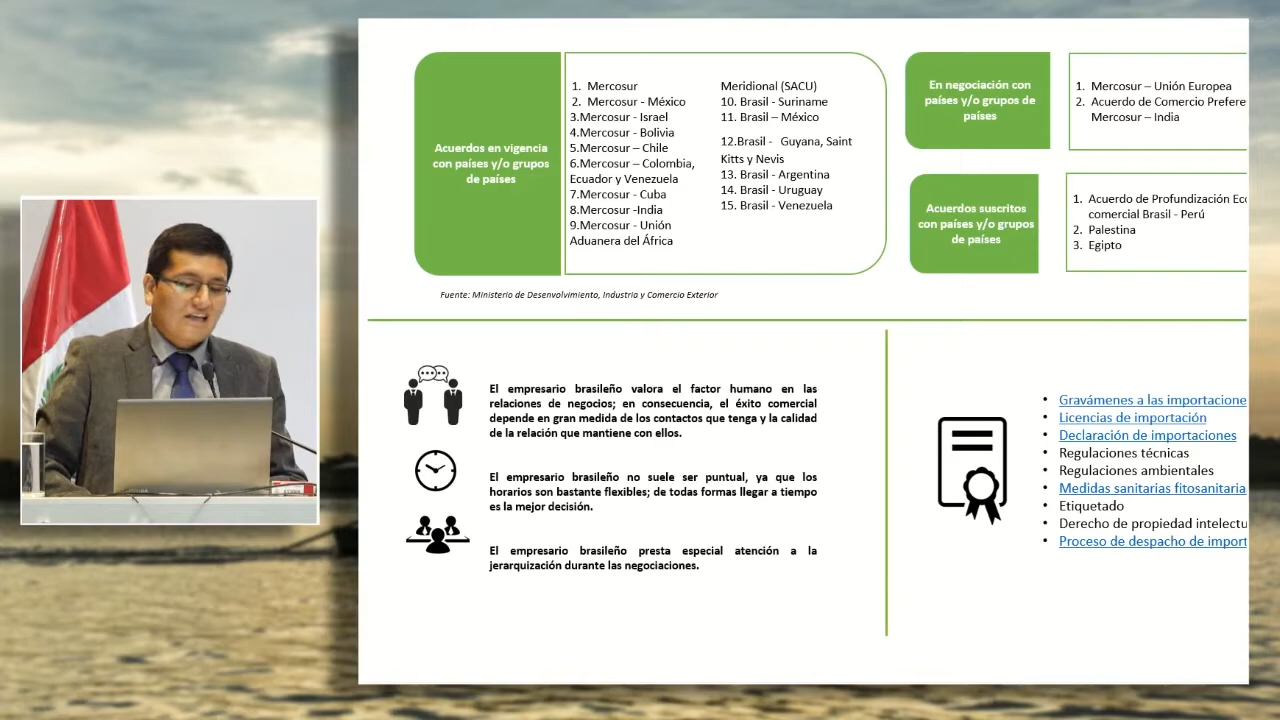 Acuerdos en vigencia
con países y/o grupos
de países
1. Mercosur
2. Mercosur - México
3.Mercosur - Israel
4.Mercosur - Bolivia
5.Mercosur – Chile
6.Mercosur – Colombia,
Ecuador y Venezuela
7.Mercosur - Cuba
8.Mercosur -India
9.Mercosur - Unión
Aduanera del África
Meridional (SACU)
10. Brasil - Suriname
11. Brasil – México
12.Brasil - Guyana, Saint
Kitts y Nevis
13. Brasil - Argentina
14. Brasil - Uruguay
15. Brasil - Venezuela
En negociación con
países y/o grupos de
países
1. Mercosur – Unión Europea
2. Acuerdo de Comercio Prefere
Mercosur – India
Acuerdos suscritos
con países y/o grupos
de países
1. Acuerdo de Profundización Eco
comercial Brasil - Perú
2. Palestina
3. Egipto
Fuente: Ministerio de Desenvolvimiento, Industria y Comercio Exterior
El empresario brasileño valora el factor humano en las
relaciones de negocios; en consecuencia, el éxito comercial
depende en gran medida de los contactos que tenga y la calidad
de la relación que mantiene con ellos.
El empresario brasileño no suele ser puntual, ya que los
horarios son bastante flexibles; de todas formas llegar a tiempo
es la mejor decisión.
El empresario brasileño presta especial atención a la
jerarquización durante las negociaciones.
• Gravámenes a las importacione
• Licencias de importación
• Declaración de importaciones
• Regulaciones técnicas
• Regulaciones ambientales
• Medidas sanitarias fitosanitaria
• Etiquetado
• Derecho de propiedad intelectu
• Proceso de despacho de import